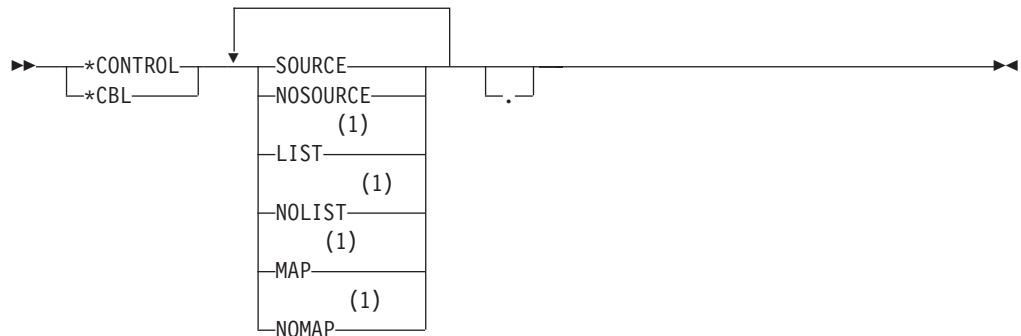 *CONTROL SOURCE
*CBL NOSOURCE .
(1)
LIST
(1)
NOLIST
(1)
MAP
(1)
NOMAP